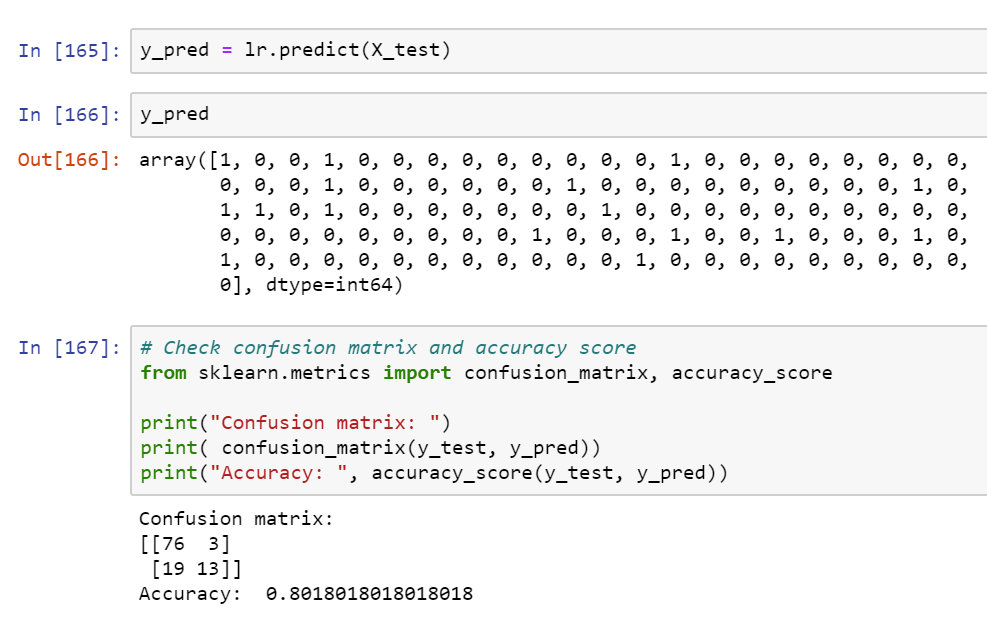 In [165]: y_pred = lr.predict(X_test)
In [166]: y_pred
Out[166]: array([1, 0, 0, 1, 0, 0, 0, 0, 0, 0, 0, 0, 0, 1, 0, 0, 0, 0, 0, 0, 0, 0,
0, 0, 0, 1, 0, 0, 0, 0, 0, 0, 1, 0, 0, 0, 0, 0, 0, 0, 0, 0, 1, 0,
1, 1, 0, 1, 0, 0, 0, 0, 0, 0, 0, 1, 0, 0, 0, 0, 0, 0, 0, 0, 0, 0,
0, 0, 0, 0, 0, 0, 0, 0, 0, 1, 0, 0, 0, 1, 0, 0, 1, 0, 0, 0, 1, 0,
1, 0, 0, 0, 0, 0, 0, 0, 0, 0, 0, 0, 1, 0, 0, 0, 0, 0, 0, 0, 0, 0,
0], dtype=int64)
In [167]: # Check confusion matrix and accuracy score
from sklearn.metrics import confusion_matrix, accuracy_score
print("Confusion matrix: ")
print( confusion_matrix(y_test, y_pred))
print("Accuracy: ", accuracy_score(y_test, y_pred))
Confusion matrix:
[[76  3]
[19 13]]
Accuracy:  0.8018018018018018